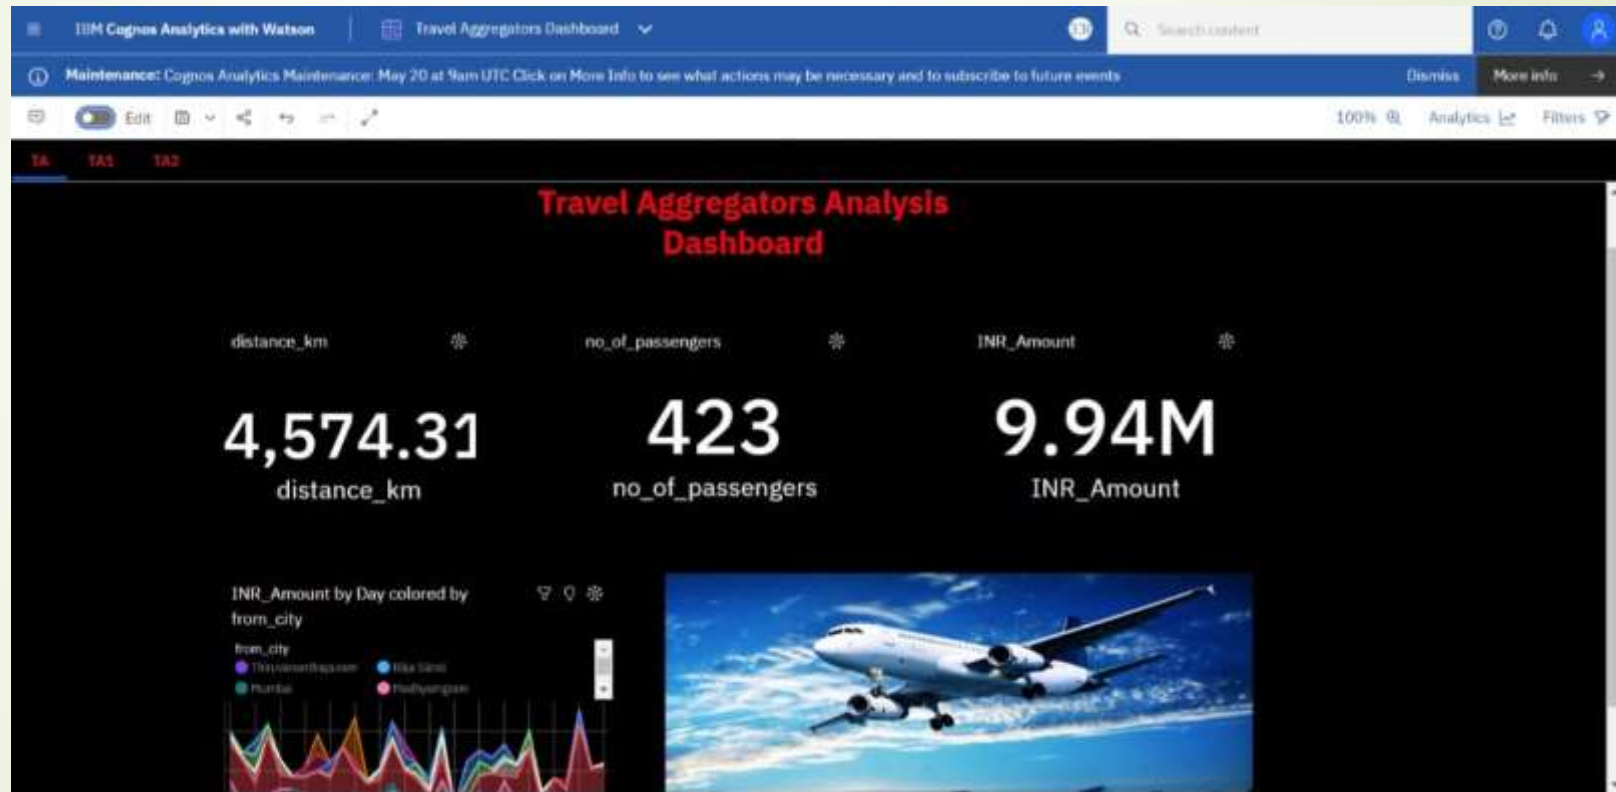 IBM Cognos Analytics with Watson
Travel Aggregators Dashboard
Search content
Maintenance: Cognos Analytics Maintenance: May 20 at 9am UTC Click on More Info to see what actions may be necessary and to subscribe to future events
Dismiss
More info
Edit
100%
Analytics
Filters
TA
TA1
TA2
Travel Aggregators Analysis
Dashboard
distance_km
no_of_passengers
INR_Amount
4,574.31
423
9.94M
distance_km
no_of_passengers
INR_Amount
INR_Amount by Day colored by
from_city
from_city
Thiruvananthapuram
Mumbai